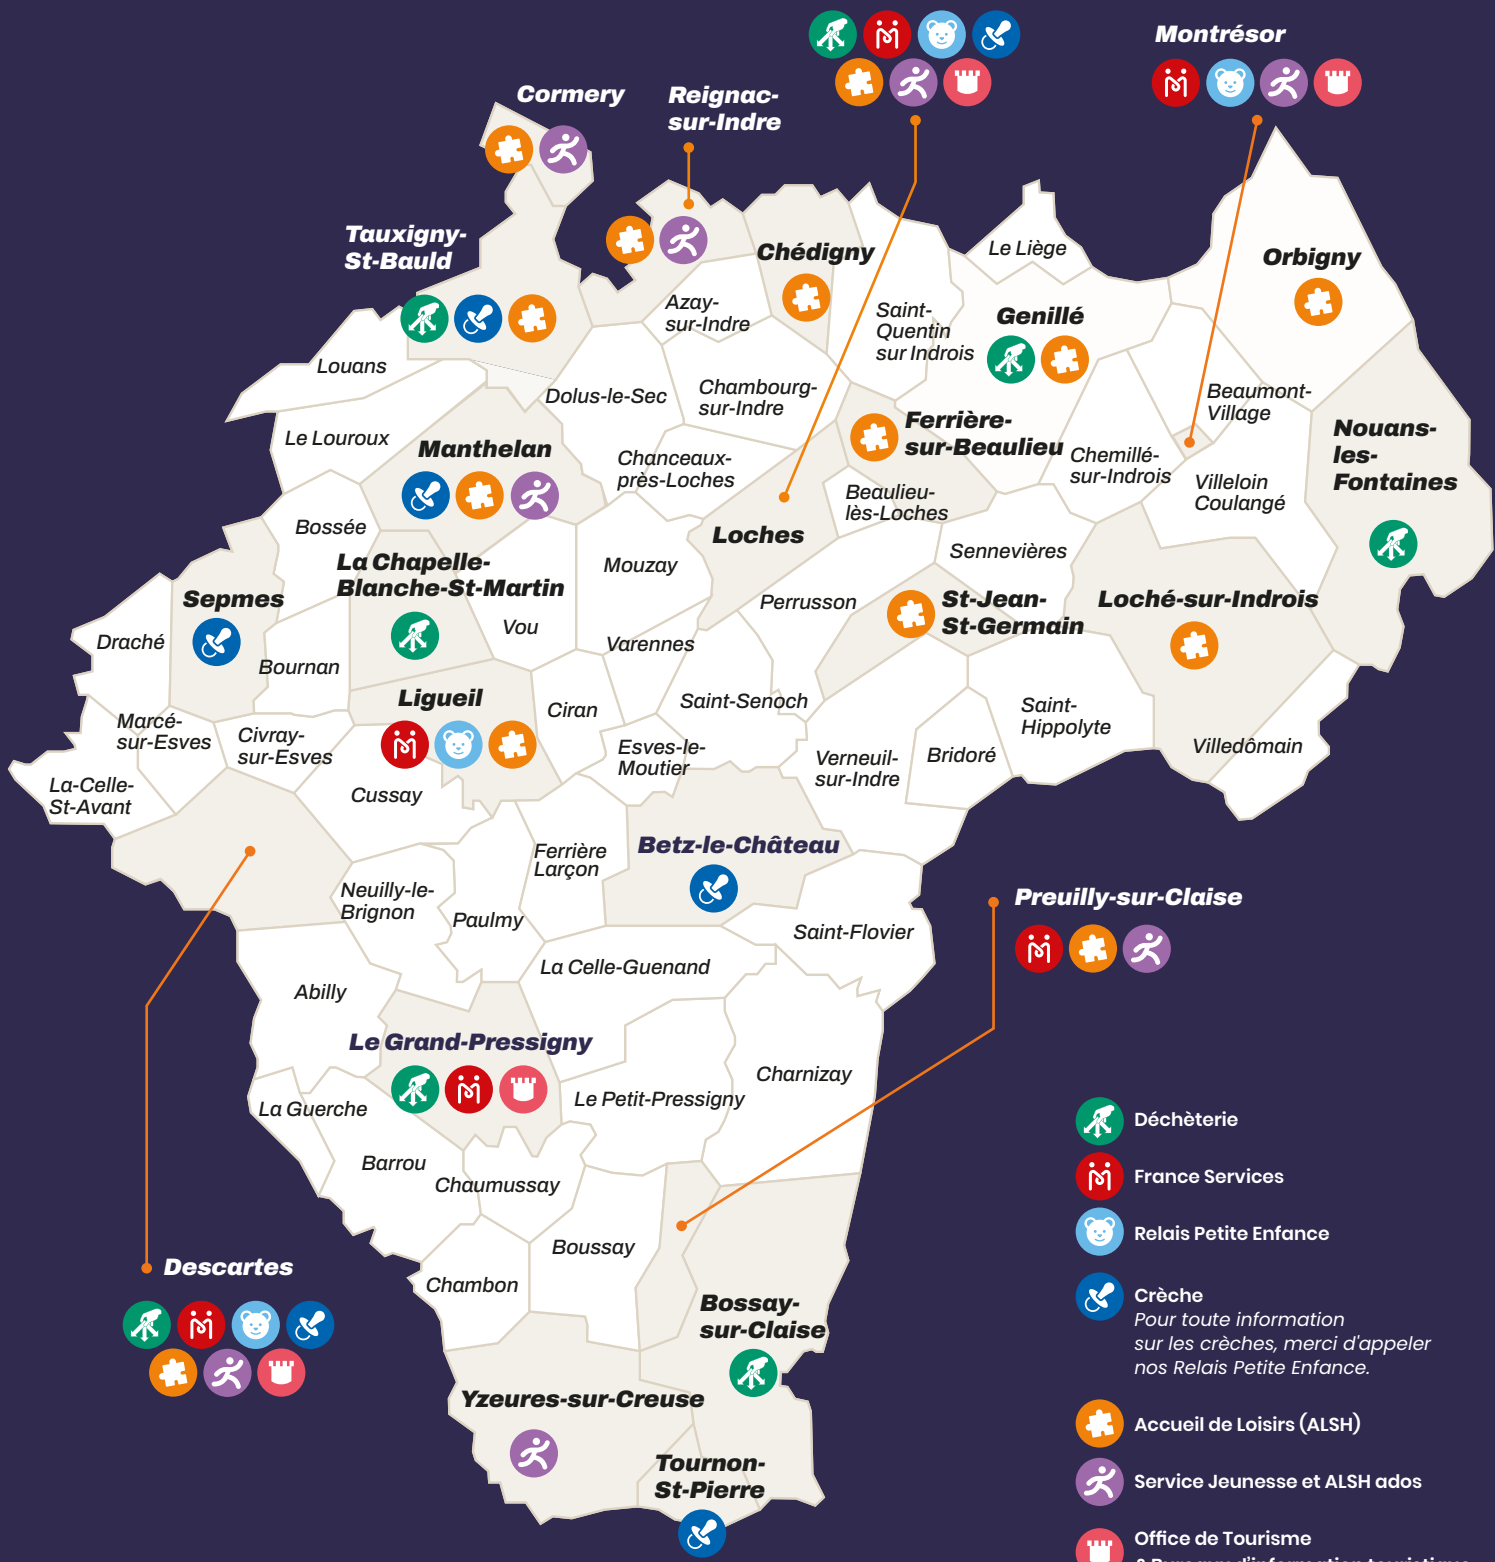 Montrésor
Cormery
Reignac-
sur-Indre
Tauxigny-
St-Bauld
Chédigny
Le Liège
Orbigny
Azay-
sur-Indre
Saint-
Quentin
sur Indrois
Genillé
Louans
Dolus-le-Sec
Chambourg-
sur-Indre
Beaumont-
Village
Le Louroux
Manthelan
Ferrière-
sur-Beaulieu
Nouans-
les-
Fontaines
Chanceaux-
près-Loches
Chemillé-
sur-Indrois
Villeloin
Coulangé
Beaulieu-
lès-Loches
Bossée
Loches
Sennevières
La Chapelle-
Blanche-St-Martin
Mouzay
Sepmes
Perrusson
St-Jean-
St-Germain
Loché-sur-Indrois
Draché
Vou
Varennes
Bournan
Ligueil
Ciran
Saint-Senoch
Saint-
Hippolyte
Marcé-
sur-Esves
Civray-
sur-Esves
Esves-le-
Moutier
Verneuil-
sur-Indre
Bridoré
Villedômain
La-Celle-
St-Avant
Cussay
Betz-le-Château
Ferrière
Larçon
Neuilly-le-
Brignon
Paulmy
Saint-Flovier
Preuilly-sur-Claise
La Celle-Guenand
Abilly
Le Grand-Pressigny
Charnizay
Le Petit-Pressigny
La Guerche
Barrou
Chaumussay
Boussay
Descartes
Chambon
Bossay-
sur-Claise
Yzeures-sur-Creuse
Tournon-
St-Pierre
Déchèterie
France Services
Relais Petite Enfance
Crèche
Pour toute information
sur les crèches, merci d'appeler
nos Relais Petite Enfance.
Accueil de Loisirs (ALSH)
Service Jeunesse et ALSH ados
Office de Tourisme